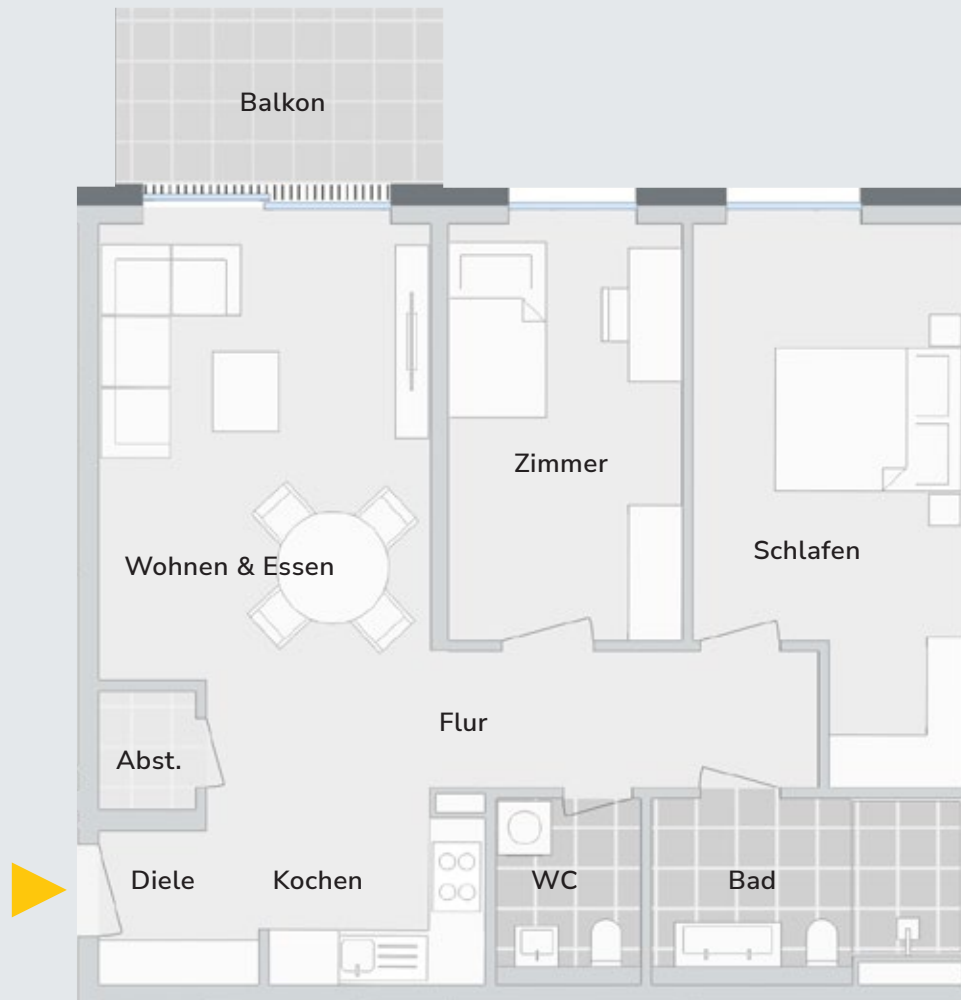 Balkon
Zimmer
Schlafen
Wohnen & Essen
Flur
Abst.
Diele
Kochen
WC
Bad